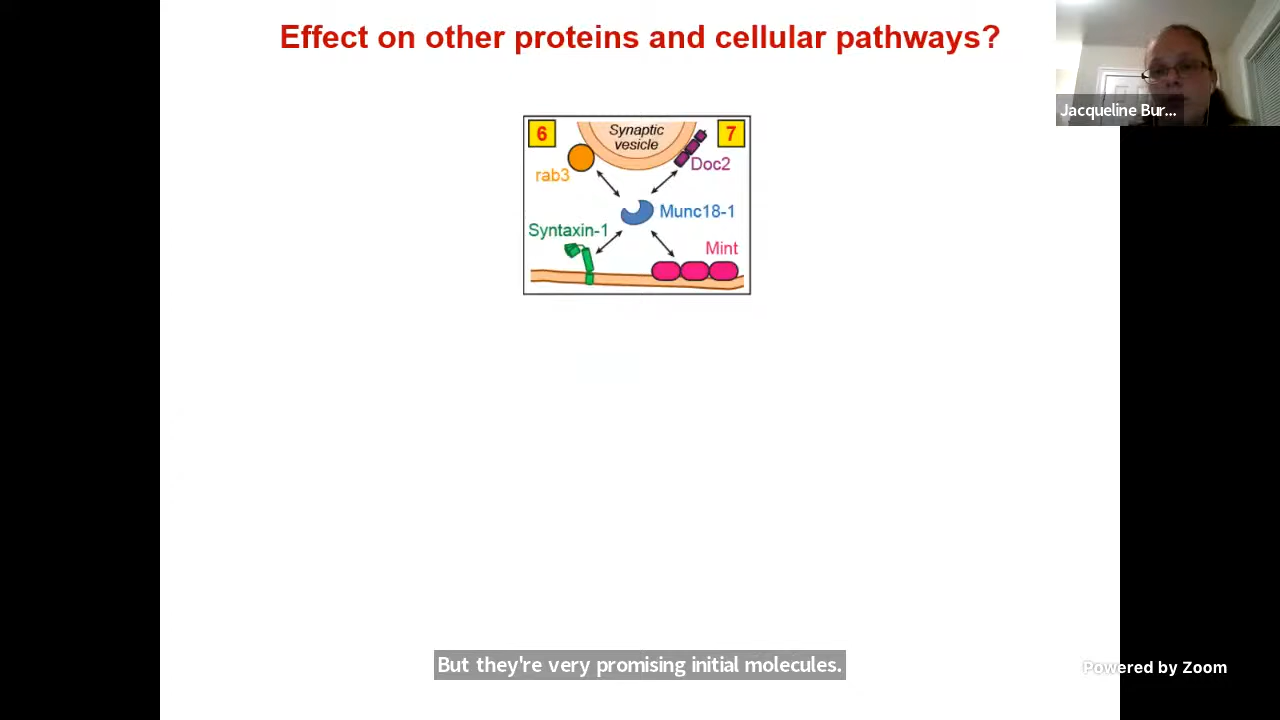 Effect on other proteins and cellular pathways?
Jacqueline Bur...
6
Synaptic
vesicle
7
rab3
Doc2
Munc18-1
Syntaxin-1
Mint
But they're very promising initial molecules.
Powered by Zoom